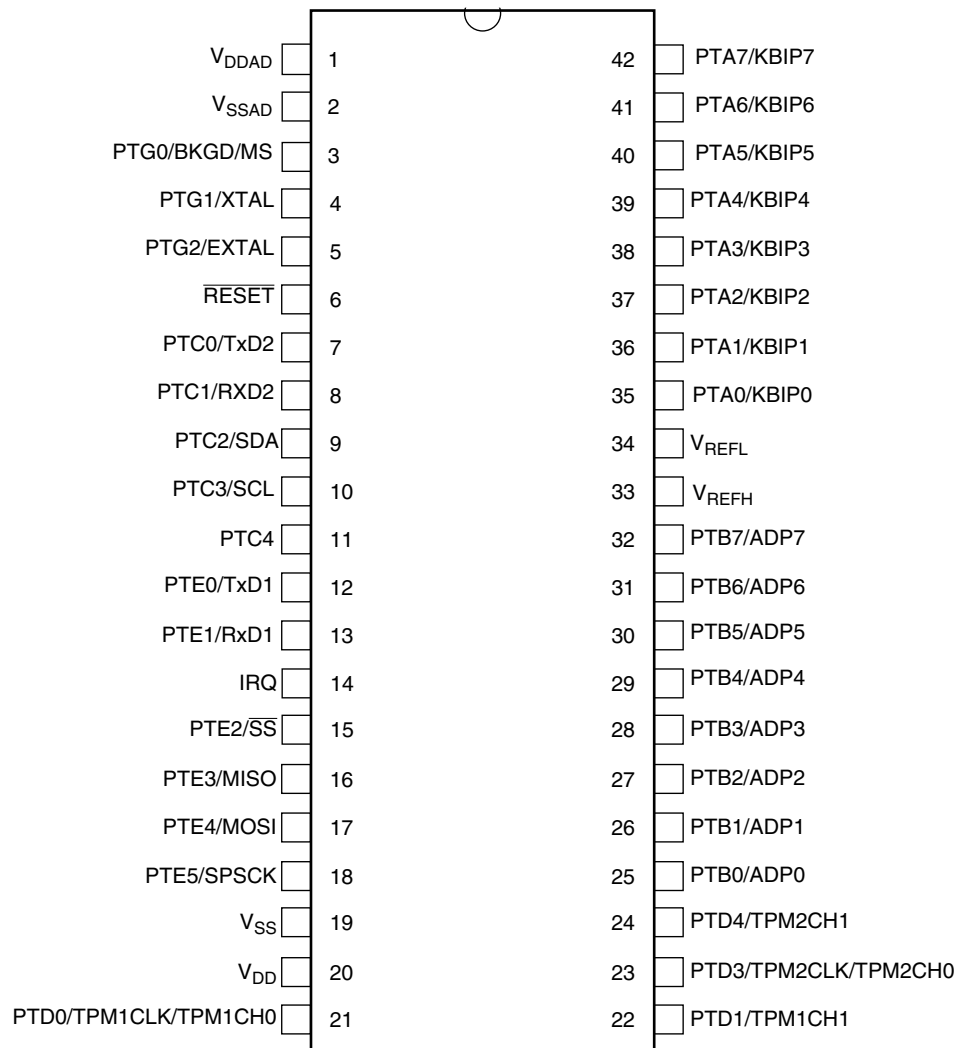 V_DDAD 1 42 PTA7/KBIP7
V_SSAD 2 41 PTA6/KBIP6
PTG0/BKGD/MS 3 40 PTA5/KBIP5
PTG1/XTAL 4 39 PTA4/KBIP4
PTG2/EXTAL 5 38 PTA3/KBIP3
RESET 6 37 PTA2/KBIP2
PTC0/TxD2 7 36 PTA1/KBIP1
PTC1/RXD2 8 35 PTA0/KBIP0
PTC2/SDA 9 34 V_REFL
PTC3/SCL 10 33 V_REFH
PTC4 11 32 PTB7/ADP7
PTE0/TxD1 12 31 PTB6/ADP6
PTE1/RxD1 13 30 PTB5/ADP5
IRQ 14 29 PTB4/ADP4
PTE2/SS 15 28 PTB3/ADP3
PTE3/MISO 16 27 PTB2/ADP2
PTE4/MOSI 17 26 PTB1/ADP1
PTE5/SPSCK 18 25 PTB0/ADP0
V_SS 19 24 PTD4/TPM2CH1
V_DD 20 23 PTD3/TPM2CLK/TPM2CH0
PTD0/TPM1CLK/TPM1CH0 21 22 PTD1/TPM1CH1